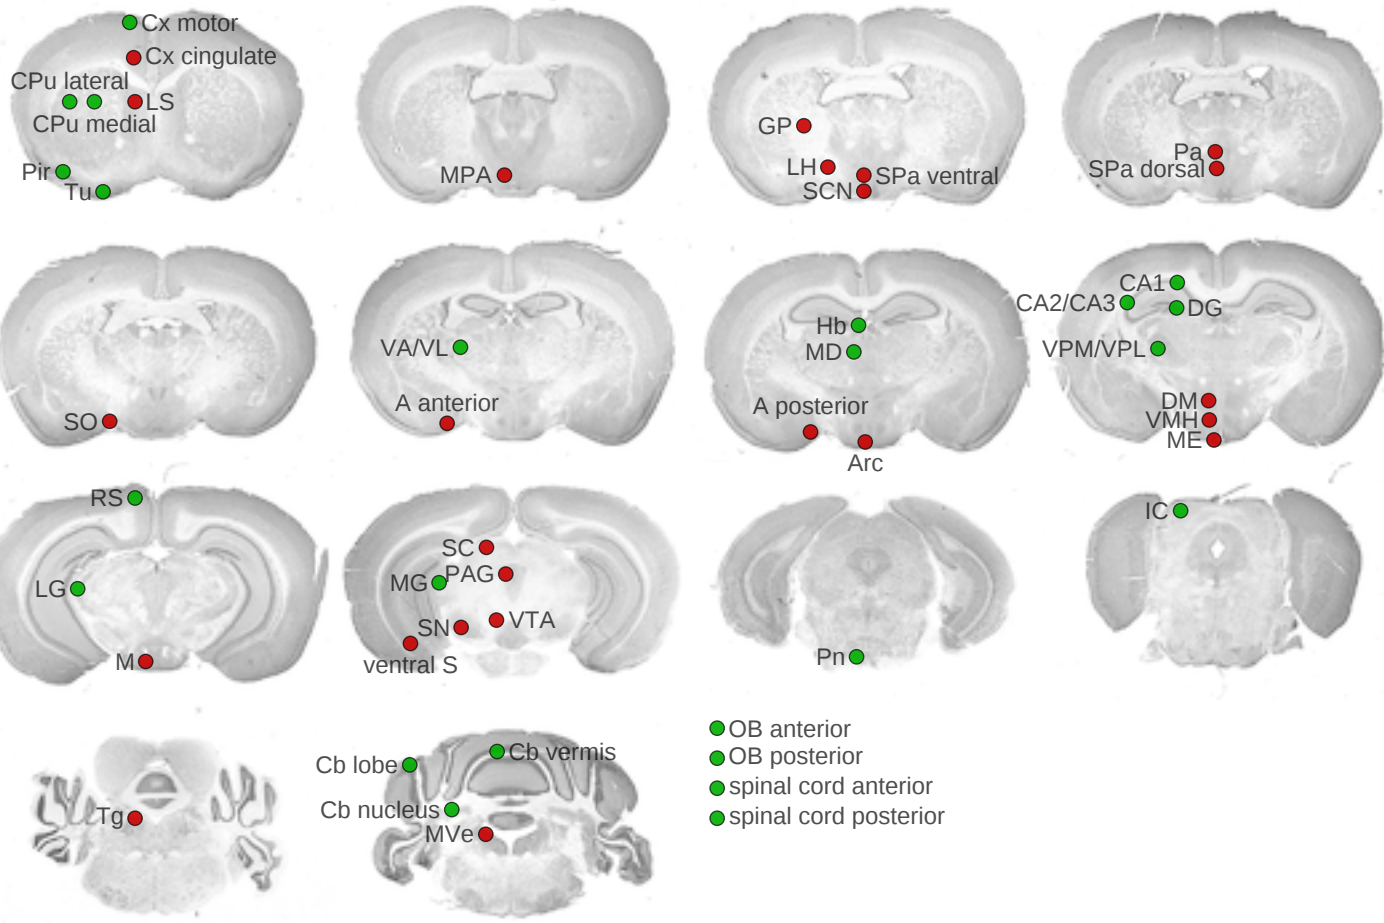 Cx motor
Cx cingulate
CPu lateral
LS
CPu medial
Pir
Tu
MPA
GP
LH
SPa ventral
SCN
Pa
SPa dorsal
SO
VA/VL
A anterior
Hb
MD
A posterior
Arc
CA1
CA2/CA3
DG
VPM/VPL
DM
VMH
ME
RS
LG
M
SC
MG
PAG
SN
VTA
ventral S
Pn
IC
Tg
Cb lobe
Cb vermis
Cb nucleus
MVe
OB anterior
OB posterior
spinal cord anterior
spinal cord posterior